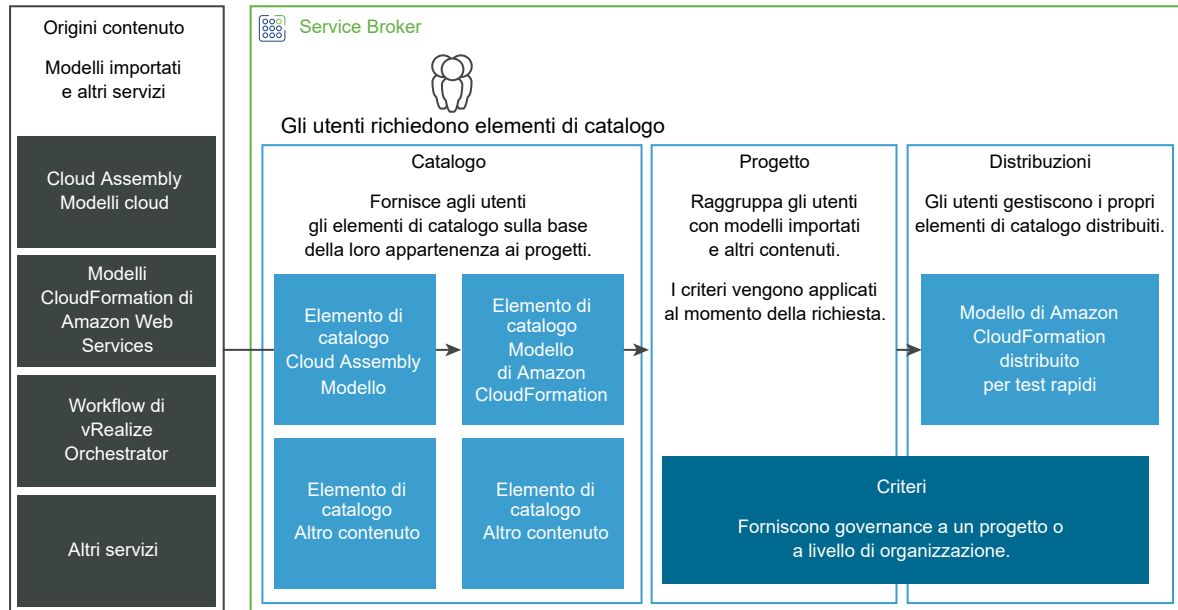 Origini contenuto
Modelli importati
e altri servizi
Cloud Assembly
Modelli cloud
Modelli
CloudFormation di
Amazon Web
Services
Workflow di
vRealize
Orchestrator
Altri servizi
Service Broker
Gli utenti richiedono elementi di catalogo
Catalogo
Fornisce agli utenti
gli elementi di catalogo sulla base
della loro appartenenza ai progetti.
Elemento di
catalogo
Cloud Assembly
Modello
Elemento di
catalogo
Modello
di Amazon
CloudFormation
Elemento di
catalogo
Altro contenuto
Elemento di
catalogo
Altro contenuto
Progetto
Raggruppa gli utenti
con modelli importati
e altri contenuti.
I criteri vengono applicati
al momento della richiesta.
Distribuzioni
Gli utenti gestiscono i propri
elementi di catalogo distribuiti.
Modello di Amazon
CloudFormation
distribuito
per test rapidi
Criteri
Forniscono governance a un progetto o
a livello di organizzazione.